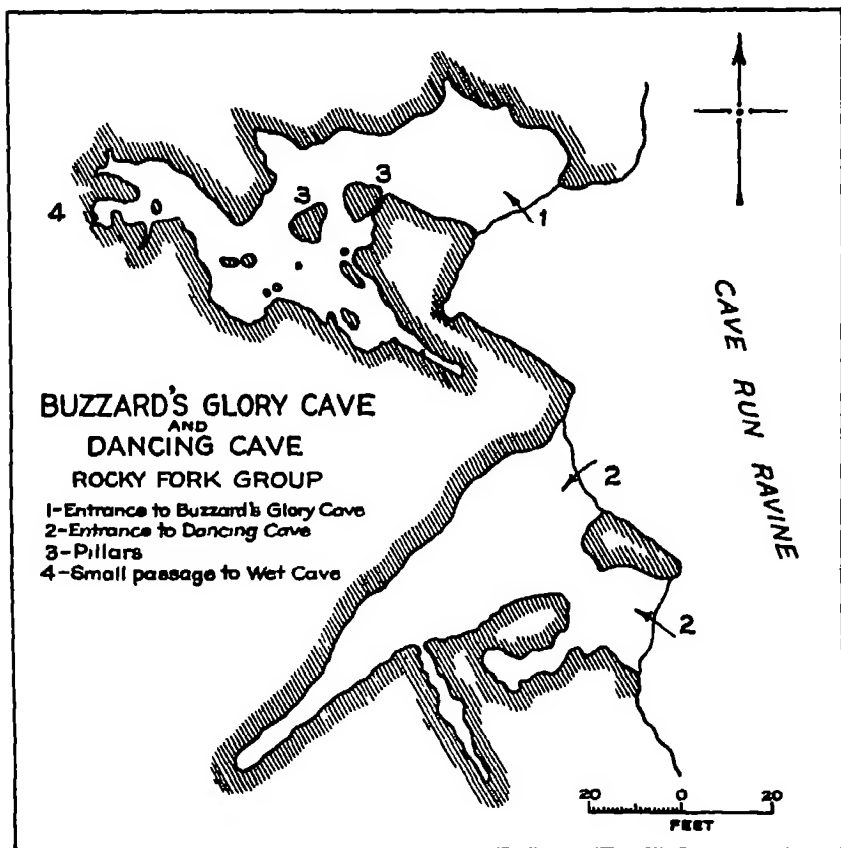 3
3
4
1
CAVE RUN RAVINE
BUZZARD'S GLORY CAVE
AND
DANCING CAVE
ROCKY FORK GROUP
1-Entrance to Buzzard's Glory Cave
2-Entrance to Dancing Cave
3-Pillars
4-Small passage to Wet Cave
2
2
20 0 20
FEET